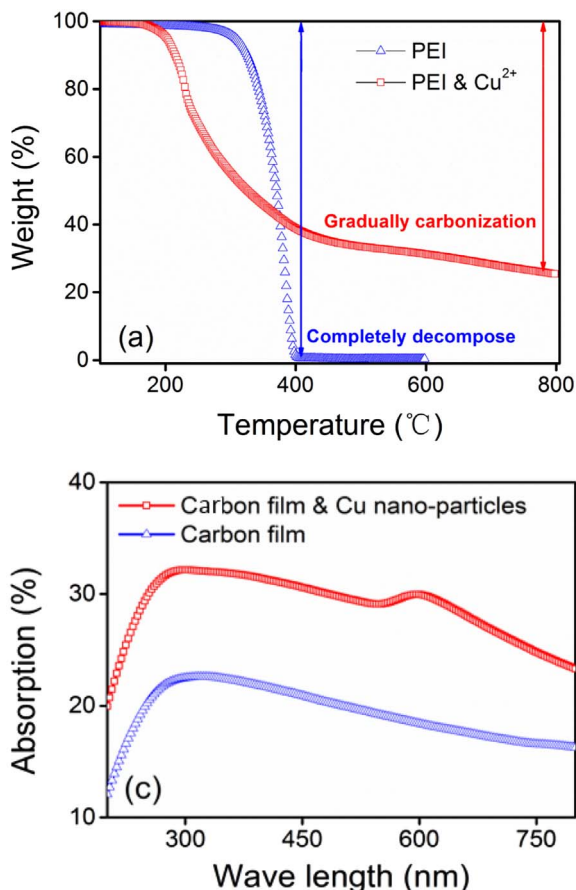 100
80
60
40
20
0
Weight (%)
PEI
PEI & Cu²⁺
Gradually carbonization
Completely decompose
(a)
200 400 600 800
Temperature (℃)
40
30
20
10
Absorption (%)
Carbon film & Cu nano-particles
Carbon film
(c)
300 450 600 750
Wave length (nm)